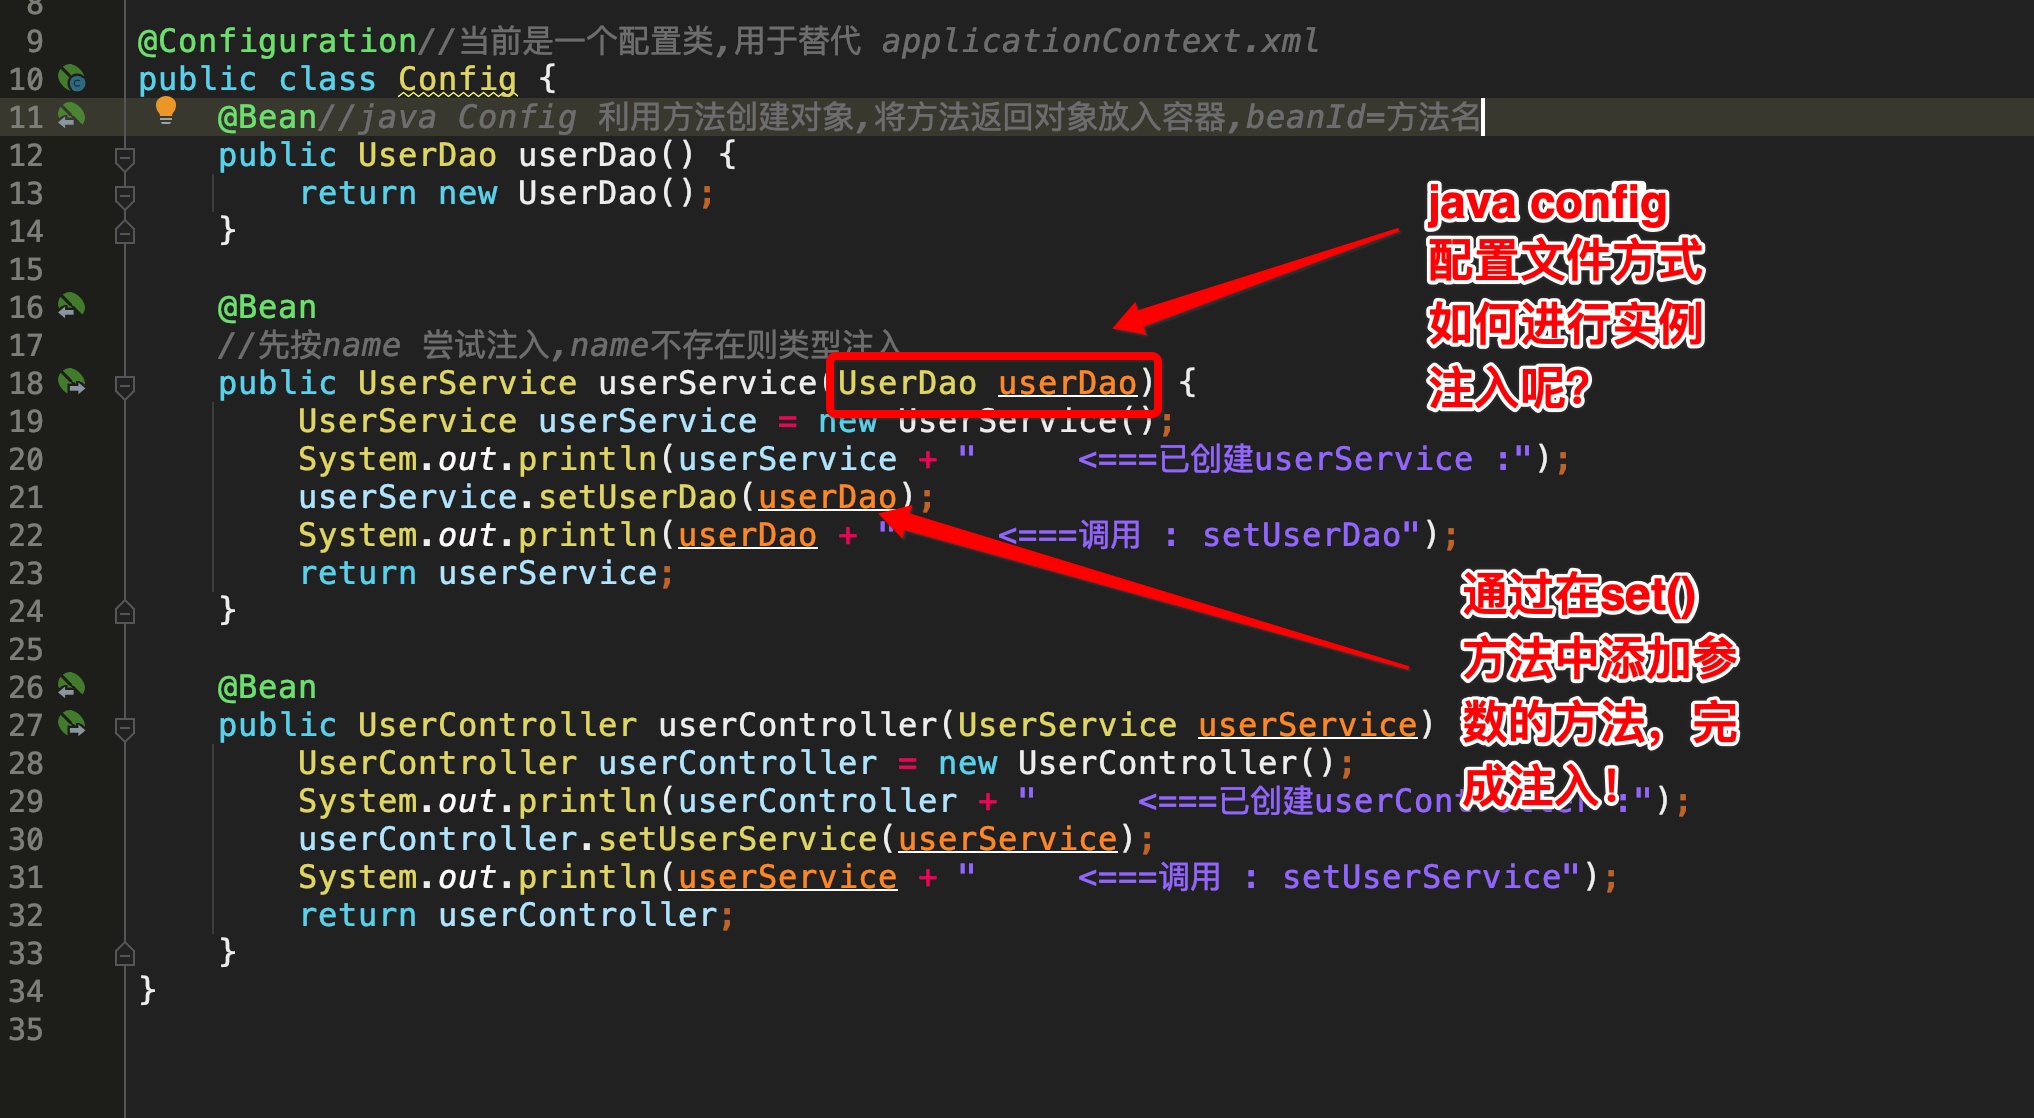 8
9 @Configuration//当前是一个配置类,用于替代 applicationContext.xml
10 public class Config {
11 @Bean//java Config 利用方法创建对象,将方法返回对象放入容器,beanId=方法名
12 public UserDao userDao() {
13 return new UserDao();
14 }
15
16 @Bean
17 //先按name 尝试注入,name不存在则类型注入
18 public UserService userService(UserDao userDao) {
19 UserService userService = new UserService();
20 System.out.println(userService + "     <===已创建userService :");
21 userService.setUserDao(userDao);
22 System.out.println(userDao + "     <===调用 : setUserDao");
23 return userService;
24 }
25
26 @Bean
27 public UserController userController(UserService userService)
28 UserController userController = new UserController();
29 System.out.println(userController + "     <===已创建userController :");
30 userController.setUserService(userService);
31 System.out.println(userService + "     <===调用 : setUserService");
32 return userController;
33 }
34 }
35
java config
配置文件方式
如何进行实例
注入呢?
通过在set()
方法中添加参
数的方法，完
成注入！